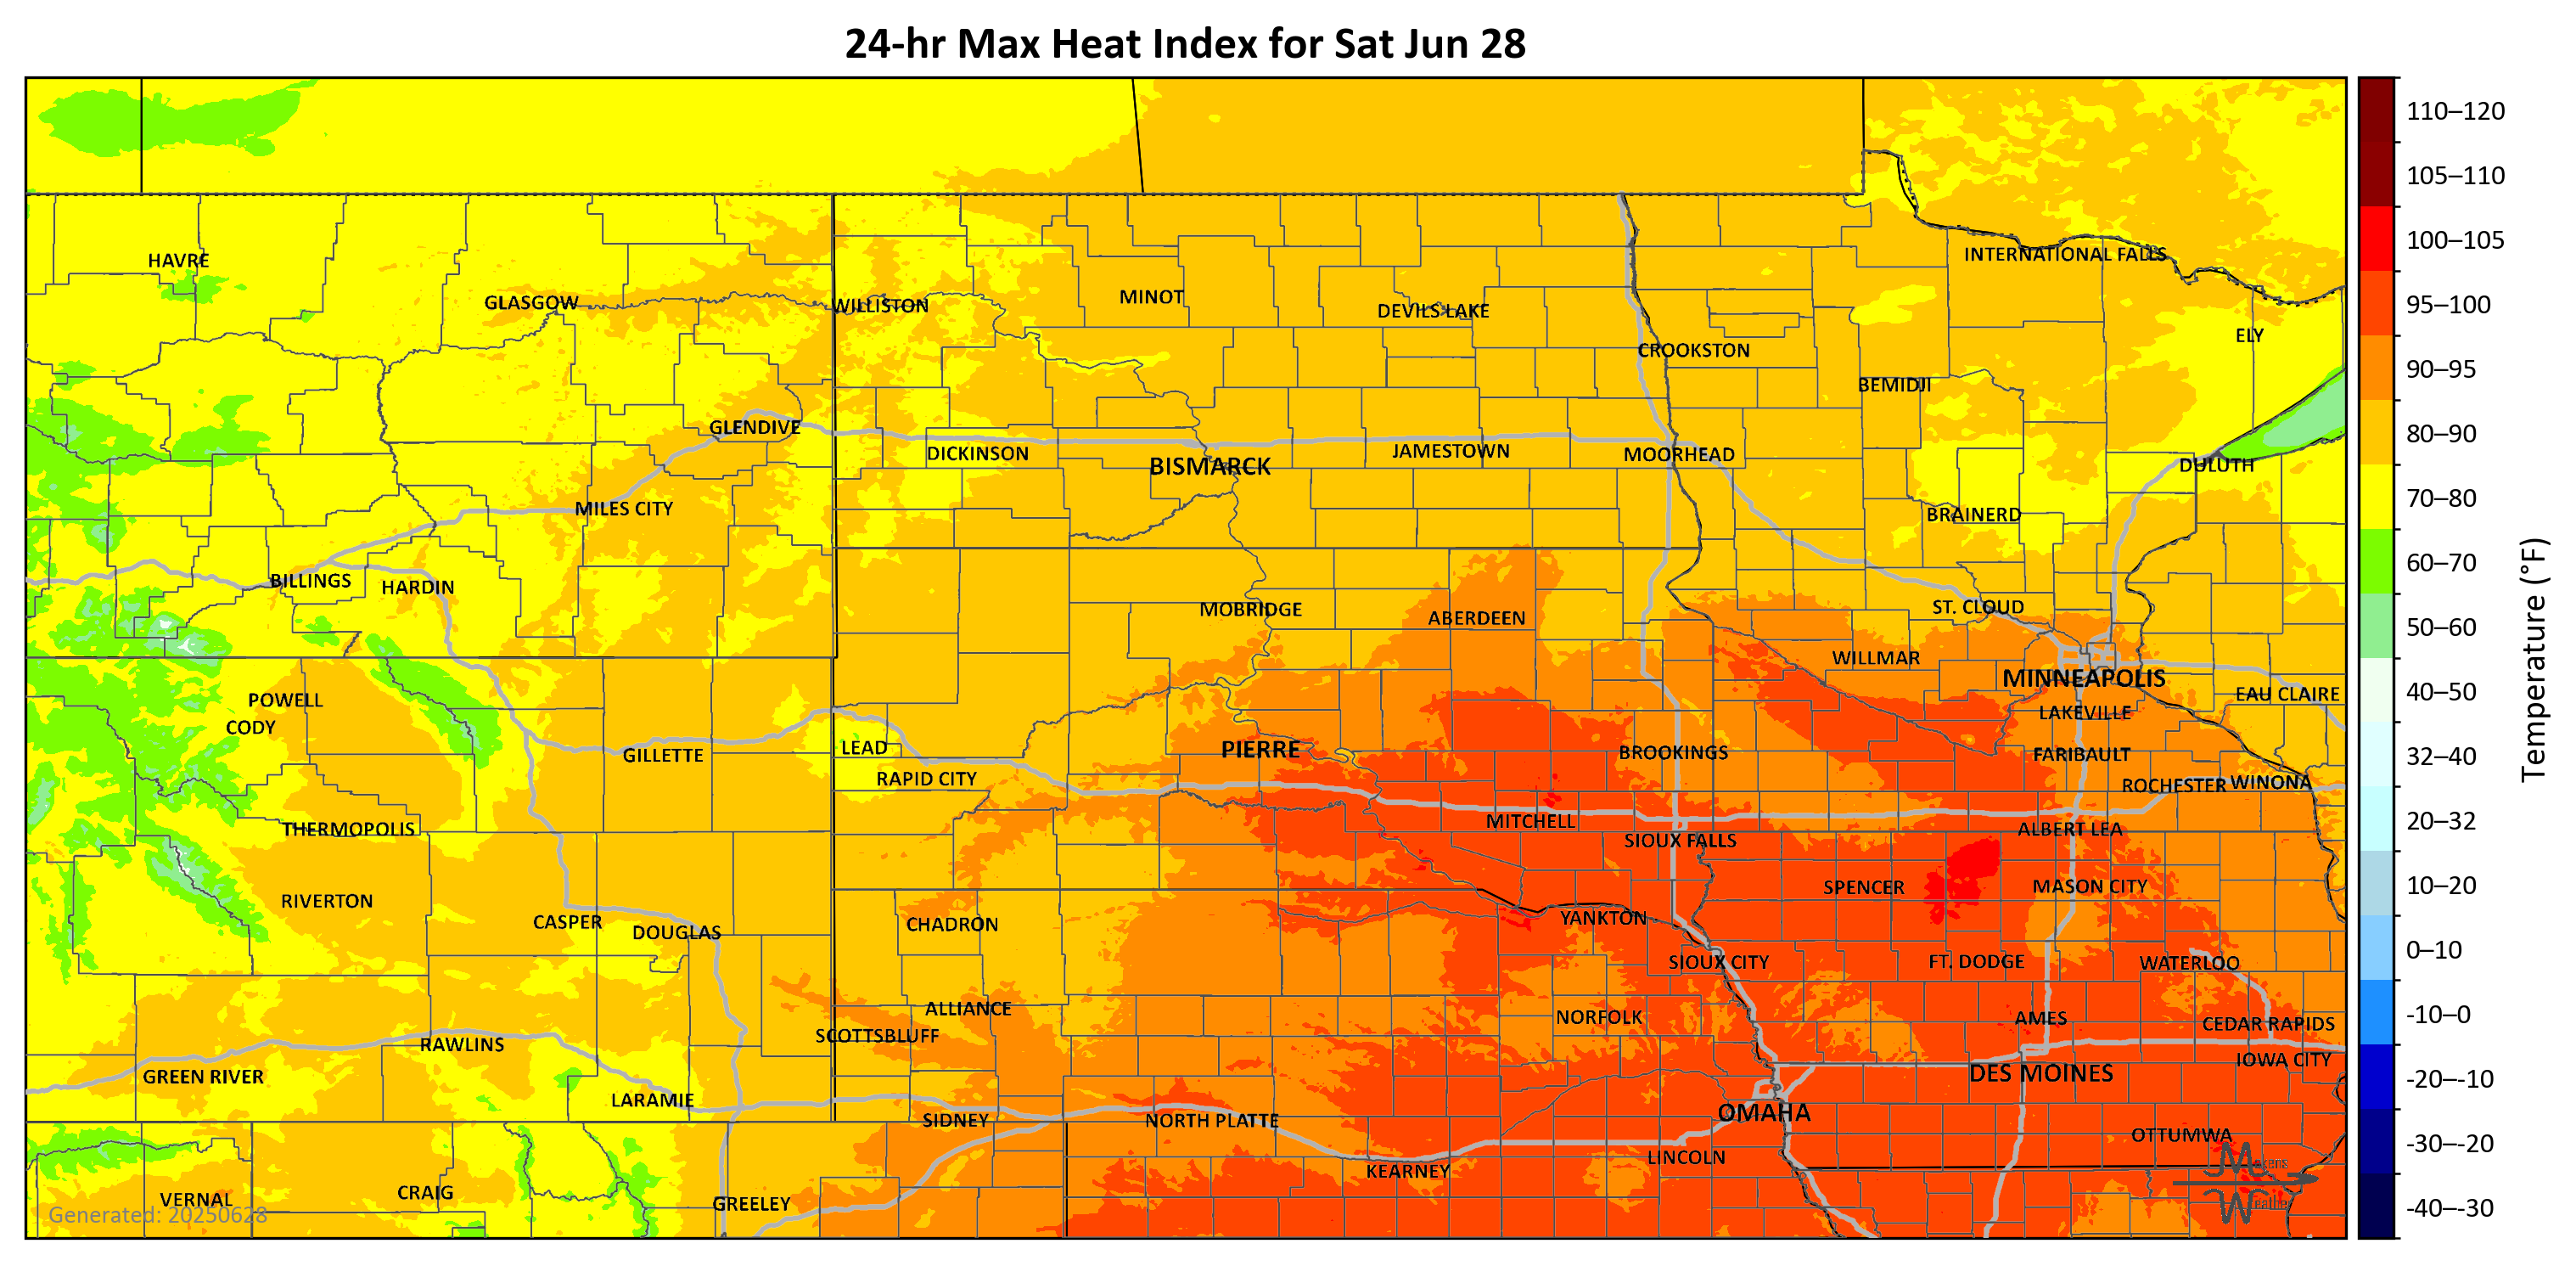 24-hr Max Heat Index for Sat Jun 28
110–120
105–110
HAVRE
INTERNATIONAL FALLS
100–105
GLASGOW
WILLISTON
MINOT
DEVILS LAKE
95–100
CROOKSTON
ELY
90–95
BEMIDJI
GLENDIVE
DICKINSON
BISMARCK
JAMESTOWN
MOORHEAD
DULUTH
80–90
MILES CITY
BRAINERD
70–80
BILLINGS
HARDIN
MOBRIDGE
ABERDEEN
ST. CLOUD
60–70
50–60
WILLMAR
MINNEAPOLIS
POWELL
EAU CLAIRE
40–50
CODY
LAKEVILLE
GILLETTE
LEAD
PIERRE
BROOKINGS
FARIBAULT
32–40
RAPID CITY
ROCHESTER
WINONA
Temperature (°F)
THERMOPOLIS
MITCHELL
SIOUX FALLS
ALBERT LEA
20–32
RIVERTON
SPENCER
MASON CITY
10–20
CASPER
DOUGLAS
CHADRON
YANKTON
SIOUX CITY
FT. DODGE
WATERLOO
0–10
ALLIANCE
SCOTTSBLUFF
NORFOLK
AMES
CEDAR RAPIDS
-10–0
RAWLINS
GREEN RIVER
IOWA CITY
DES MOINES
-20–-10
LARAMIE
SIDNEY
NORTH PLATTE
OMAHA
OTTUMWA
-30–-20
KEARNEY
LINCOLN
VERNAL
CRAIG
GREELEY
-40–-30
Generated: 20250628